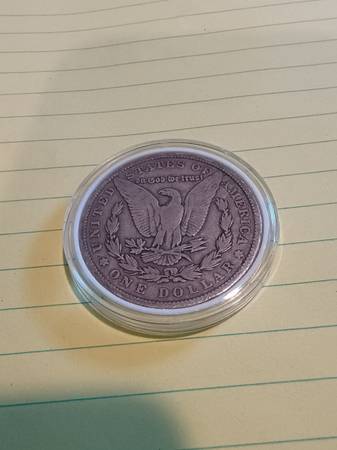 UNITED STATES OF AMERICA
In God we trust
ONE DOLLAR